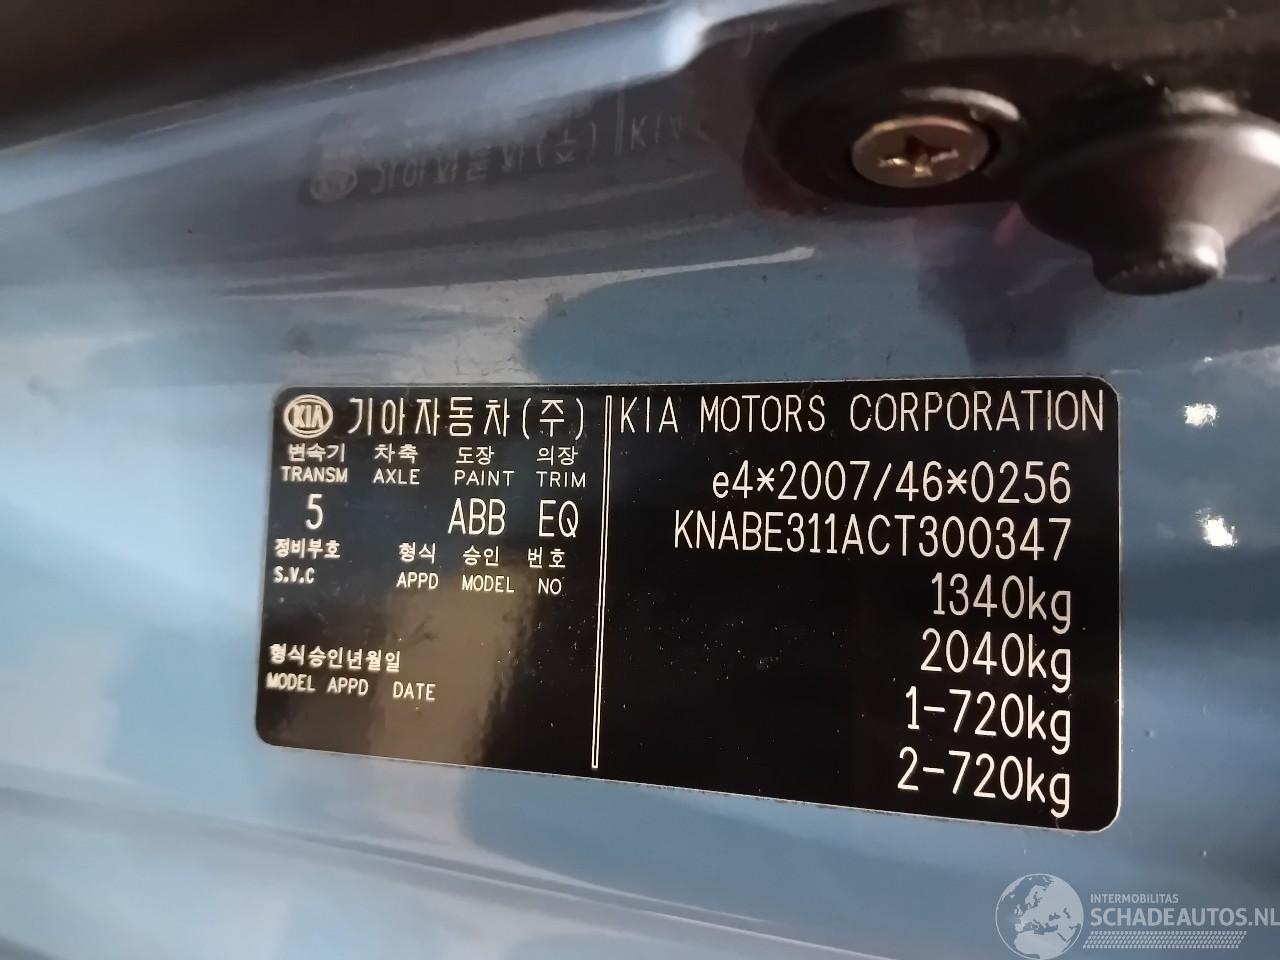 KIA 기아자동차(주) KIA MOTORS CORPORATION
변속기 차축 도장 의장
TRANSM AXLE PAINT TRIM
5 ABB EQ
정비부호 형식 승인 번호
S.V.C APPD MODEL NO
형식승인년월일
MODEL APPD DATE
e4*2007/46*0256
KNABE311ACT300347
1340kg
2040kg
1-720kg
2-720kg
INTERMOBILITAS
SCHADEAUTOS.NL